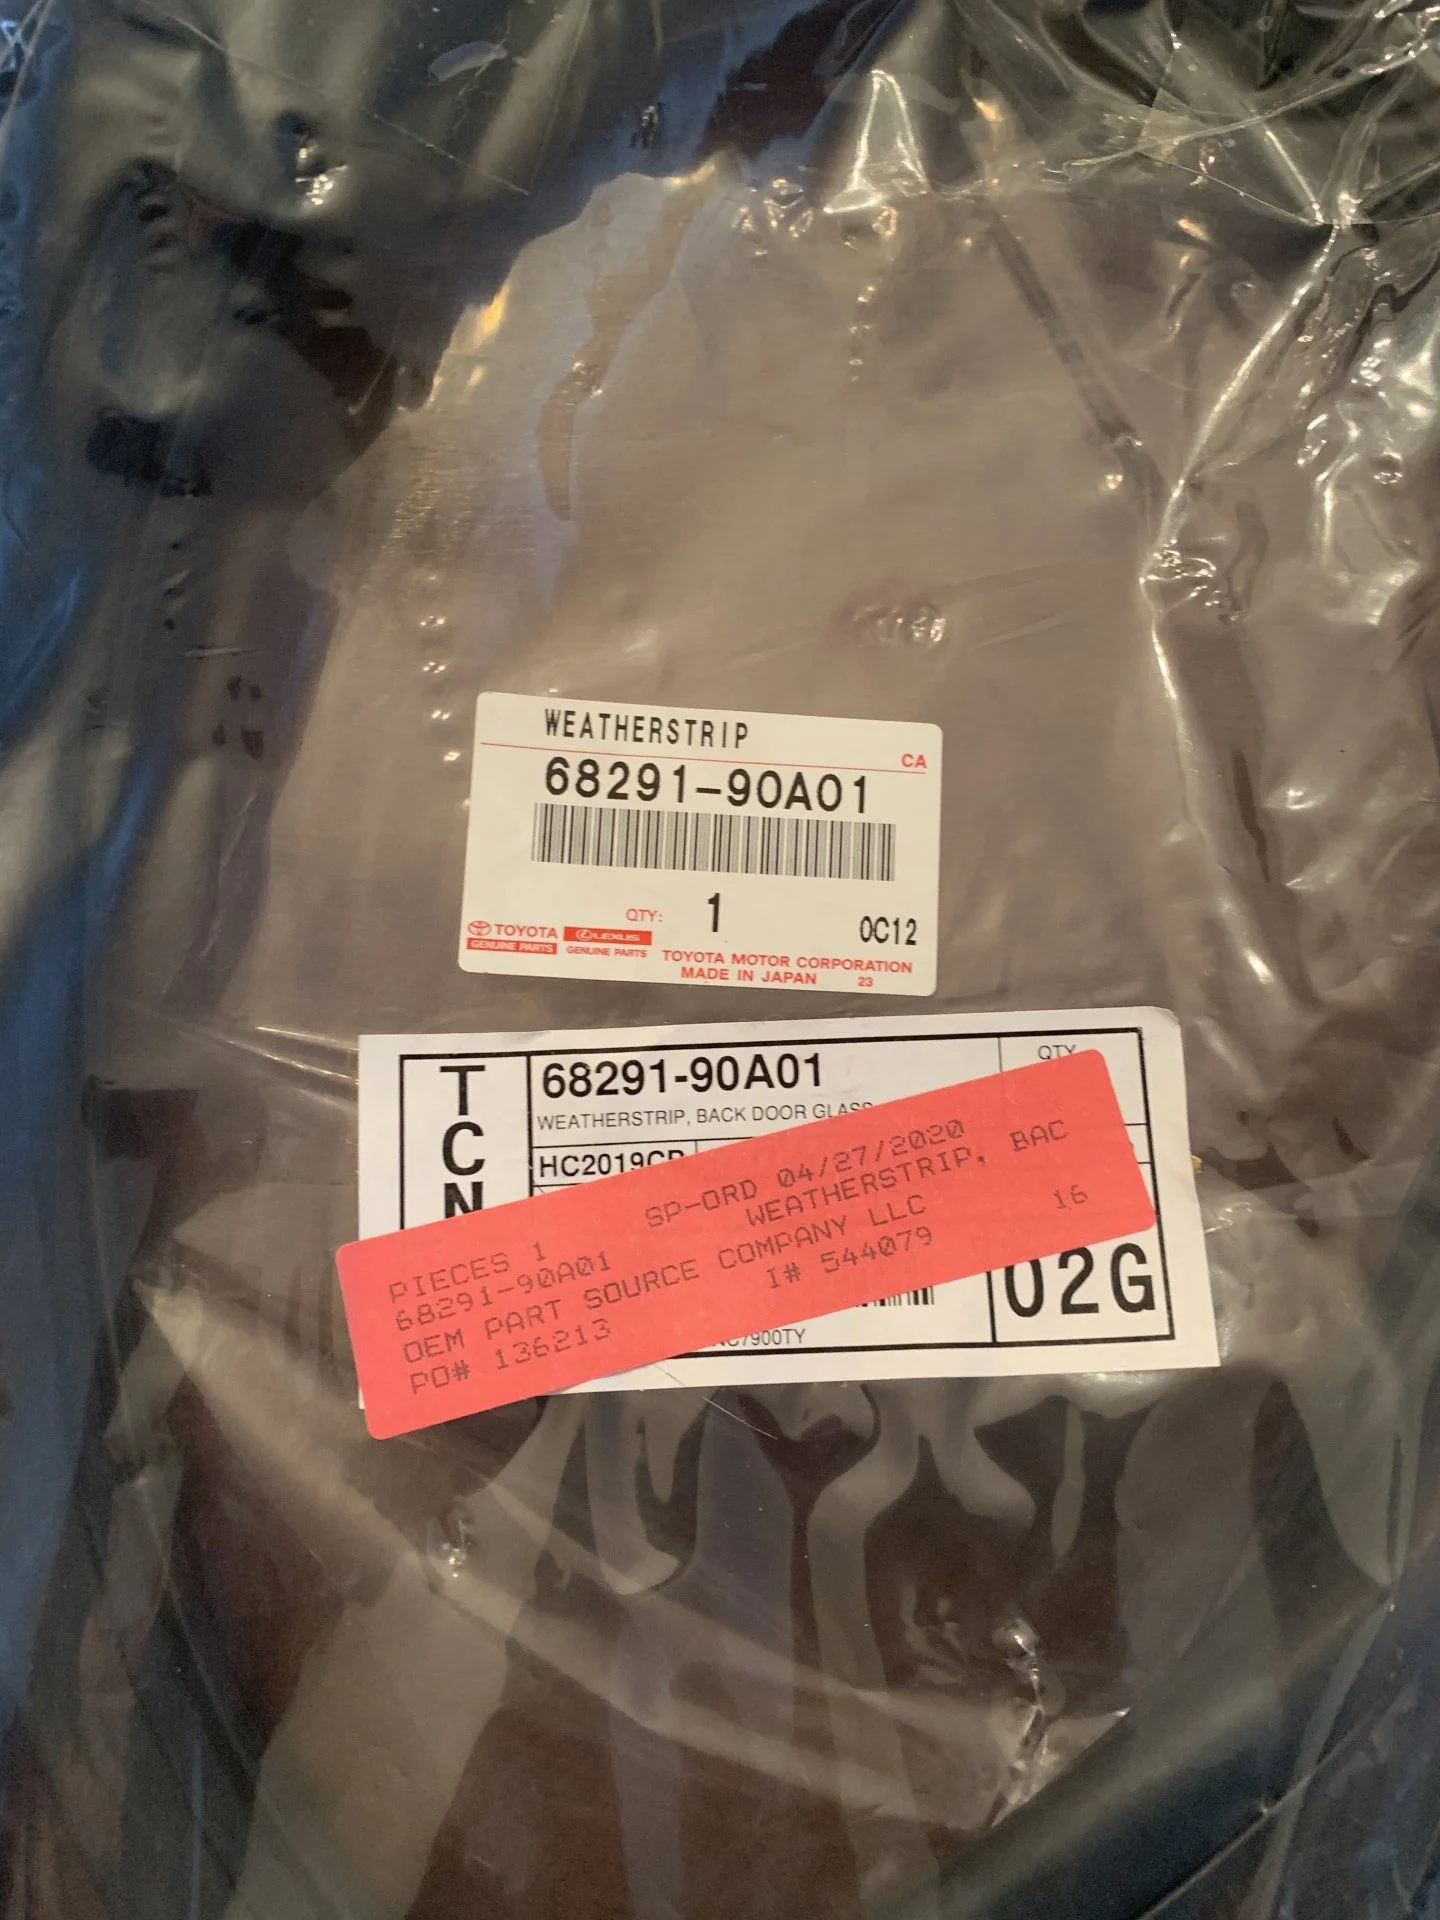 WEATHERSTRIP
CA
68291-90A01
QTY: 1
0C12
TOYOTA
GENUINE PARTS
LEXUS
GENUINE PARTS
TOYOTA MOTOR CORPORATION
MADE IN JAPAN 23
TCN
68291-90A01
QTY
WEATHERSTRIP, BACK DOOR GLASS
HC2019CR
02G
7900TY
SP-ORD 04/27/2020
PIECES 1 WEATHERSTRIP, BAC
68291-90A01
OEM PART SOURCE COMPANY LLC 16
PO# 136213 I# 544079